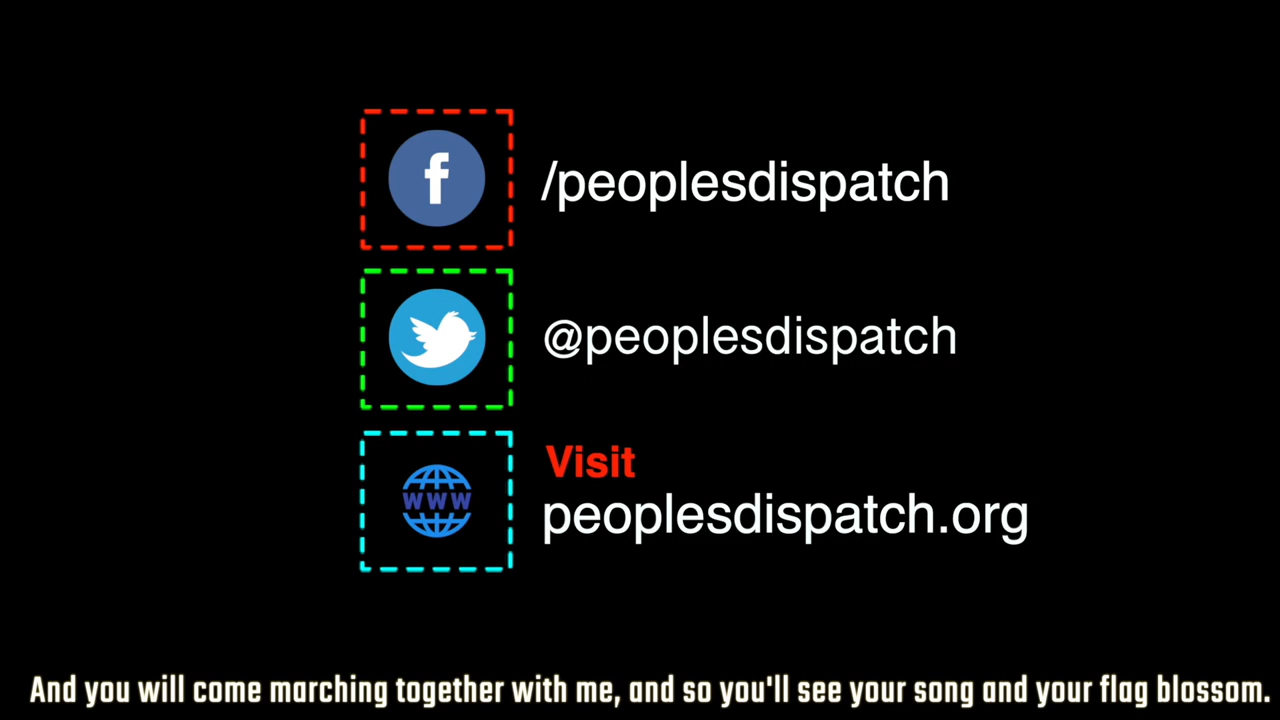 f
/peoplesdispatch
@peoplesdispatch
Visit
WWW
peoplesdispatch.org
And you will come marching together with me, and so you'll see your song and your flag blossom.